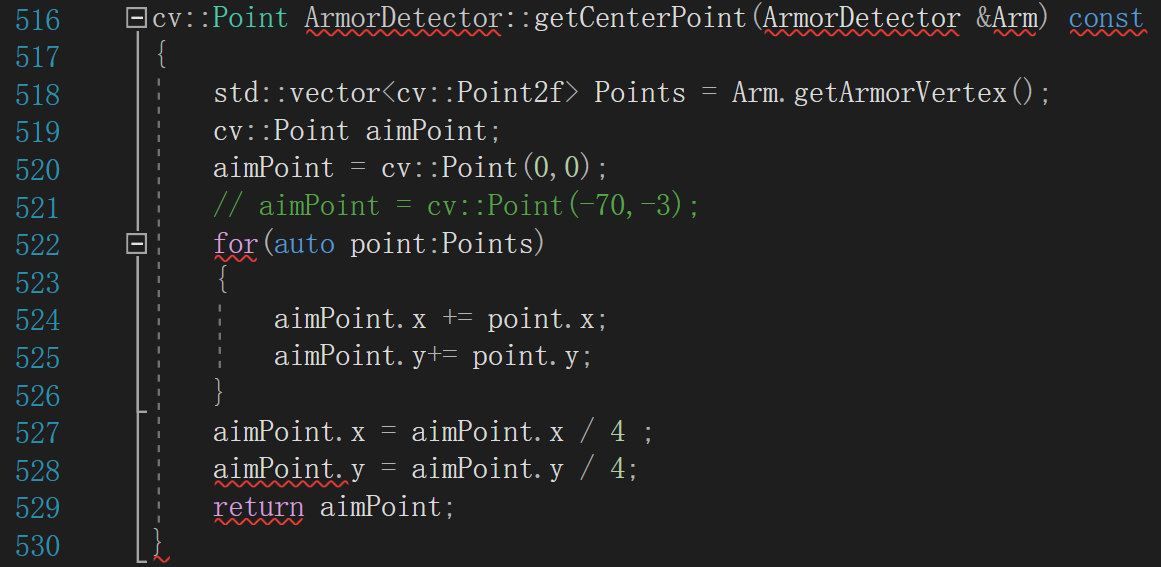 516 cv::Point ArmorDetector::getCenterPoint(ArmorDetector &Arm) const
517 {
518 std::vector<cv::Point2f> Points = Arm.getArmorVertex();
519 cv::Point aimPoint;
520 aimPoint = cv::Point(0,0);
521 // aimPoint = cv::Point(-70,-3);
522 for(auto point:Points)
523 {
524 aimPoint.x += point.x;
525 aimPoint.y+= point.y;
526 }
527 aimPoint.x = aimPoint.x / 4 ;
528 aimPoint.y = aimPoint.y / 4;
529 return aimPoint;
530 }